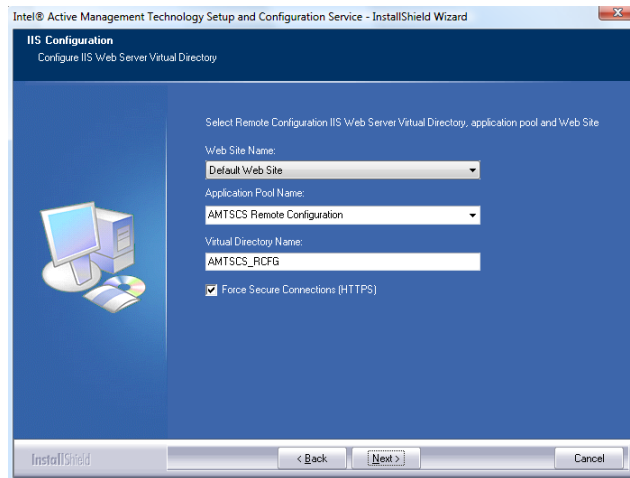 Intel® Active Management Technology Setup and Configuration Service - InstallShield Wizard
IIS Configuration
Configure IIS Web Server Virtual Directory
Select Remote Configuration IIS Web Server Virtual Directory, application pool and Web Site
Web Site Name:
Default Web Site
Application Pool Name:
AMTSCS Remote Configuration
Virtual Directory Name:
AMTSCS_RCFG
Force Secure Connections (HTTPS)
InstallShield
< Back
Next >
Cancel